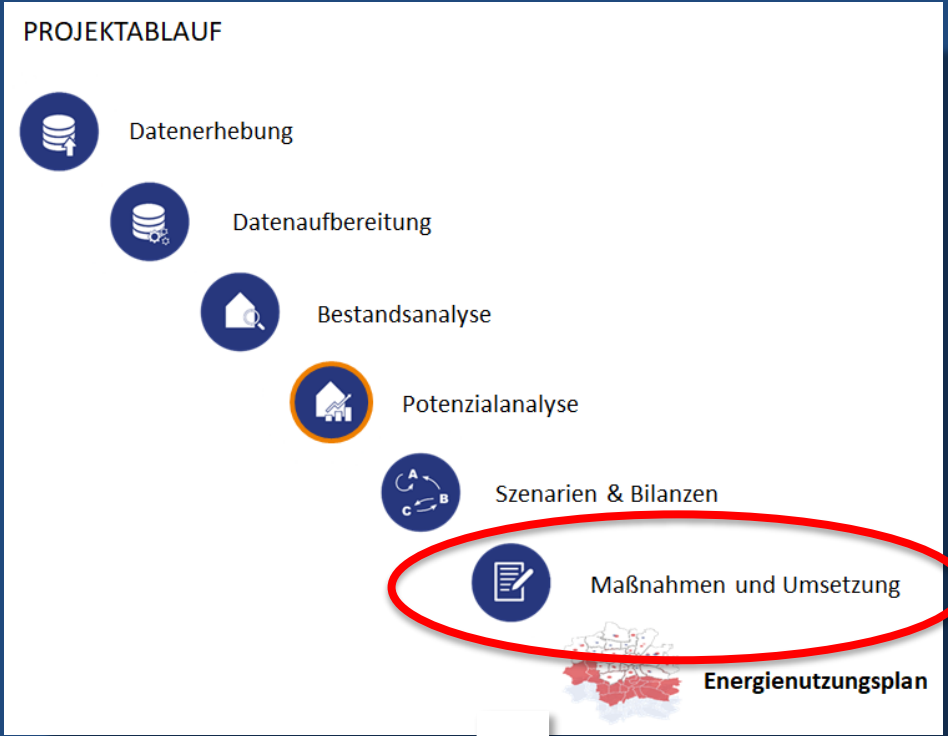 PROJEKTABLAUF
Datenerhebung
Datenaufbereitung
Bestandsanalyse
Potenzialanalyse
A
B
C
Szenarien & Bilanzen
Maßnahmen und Umsetzung
Energienutzungsplan